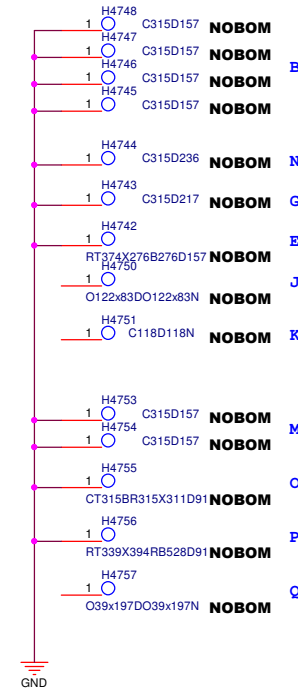 H4748
1 C315D157 NOBOM
H4747
1 C315D157 NOBOM
B
H4746
1 C315D157 NOBOM
H4745
1 C315D157 NOBOM
H4744
1 C315D236 NOBOM N
H4743
1 C315D217 NOBOM G
H4742
1 E
RT374X276B276D157 NOBOM
H4750
1 J
O122x83DO122x83N NOBOM
H4751
1 C118D118N NOBOM K
H4753
1 C315D157 NOBOM
M
H4754
1 C315D157 NOBOM
H4755
1
CT315BR315X311D91 NOBOM
H4756
1 P
RT339X394RB528D91 NOBOM
H4757
1 Q
O39x197DO39x197N NOBOM
GND